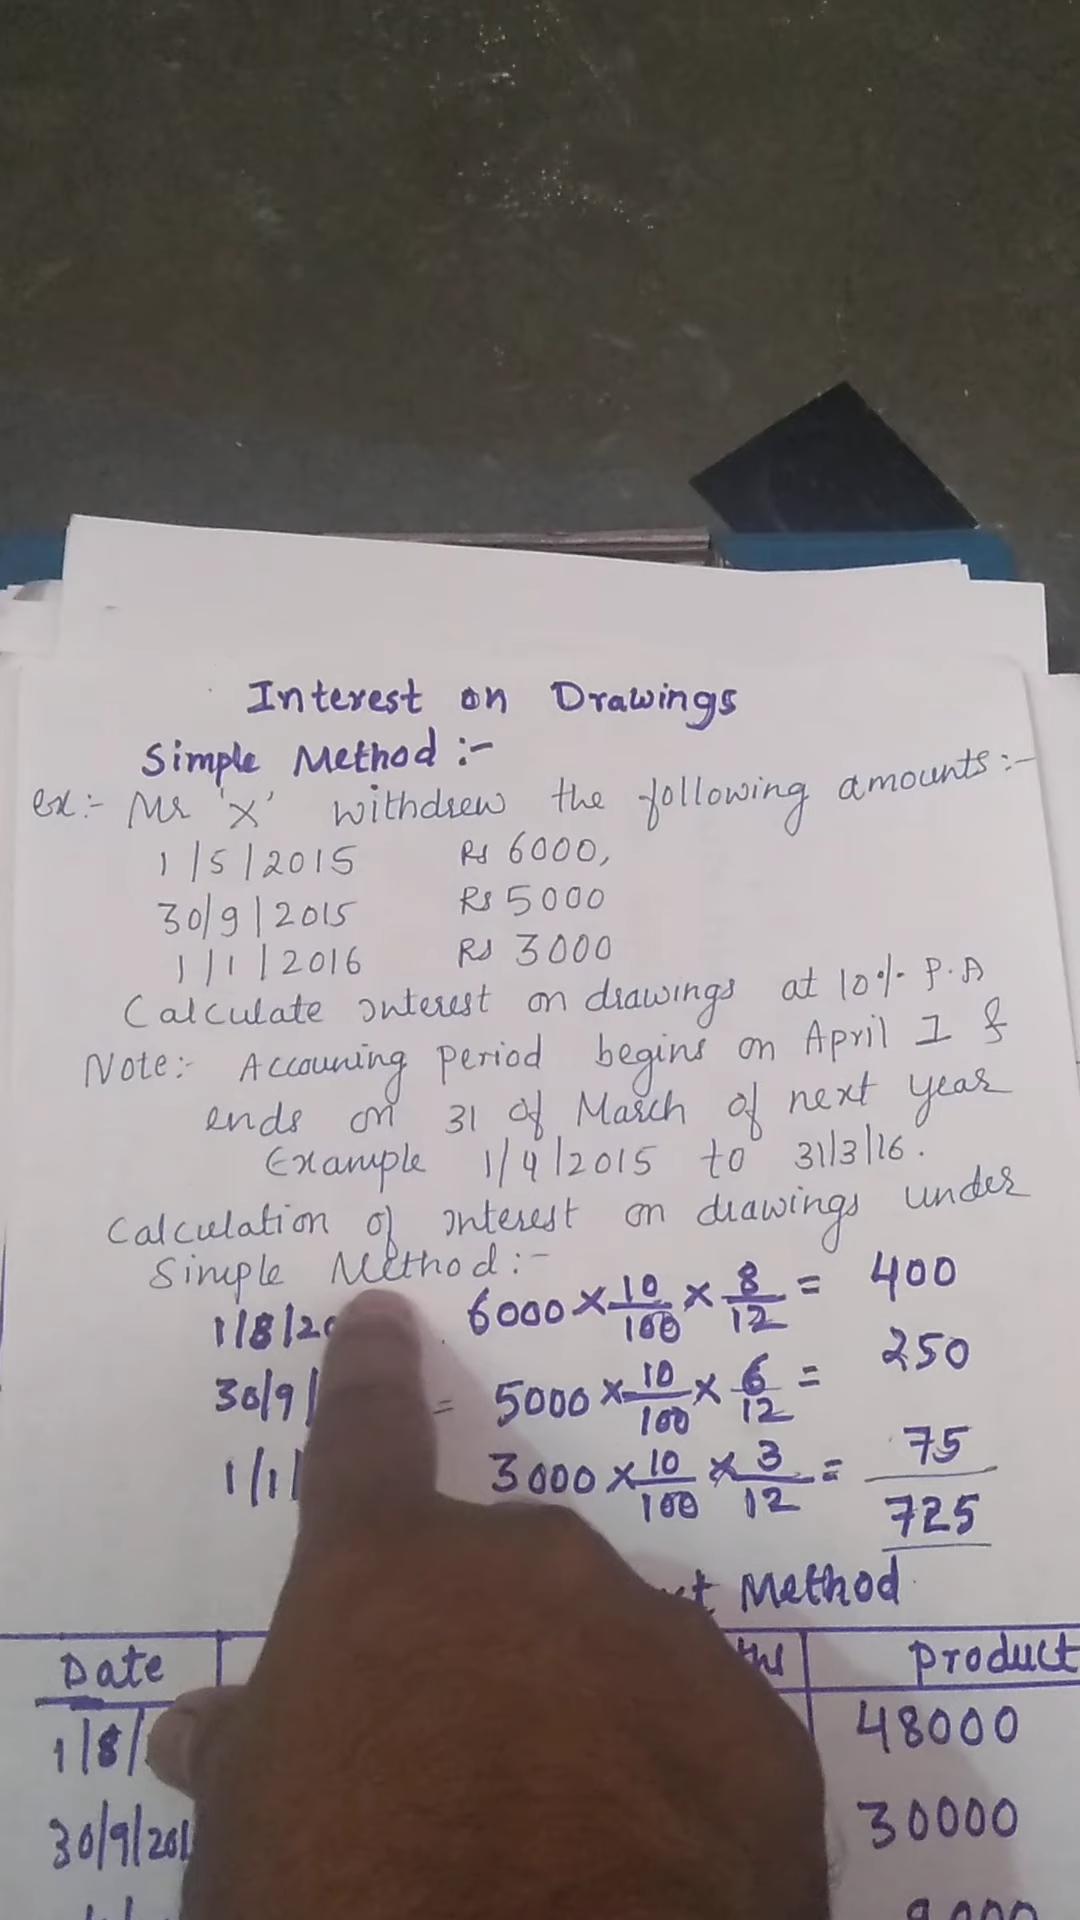 Interest on Drawings
Simple Method :-
ex:- Mr 'X' withdrew the following amounts :-
1/5/2015 Rs 6000,
30/9/2015 Rs 5000
1/1/2016 Rs 3000
Calculate interest on drawings at 10% P.A
Note:- Accouning period begins on April 1 &
ends on 31 of March of next year
Example 1/4/2015 to 31/3/16.
Calculation of interest on drawings under
Simple Method :-
1/8/20 6000 × 10/100 × 8/12 = 400
30/9/ = 5000 × 10/100 × 6/12 = 250
1/1/ 3000 × 10/100 × 3/12 = 75
725
Method
Date Product
1/8/ 48000
30/9/201 30000
9000